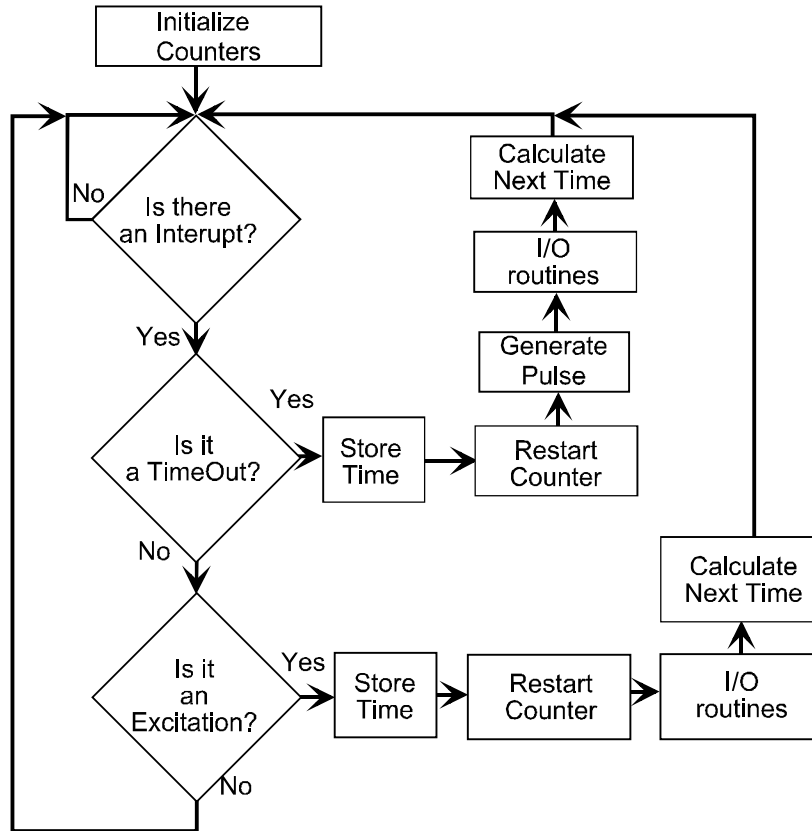 Initialize
Counters
No
Is there
an Interupt?
Yes
Is it
a TimeOut?
Yes
Store
Time
Restart
Counter
Generate
Pulse
I/O
routines
Calculate
Next Time
No
Is it
an
Excitation?
Yes
Store
Time
Restart
Counter
I/O
routines
Calculate
Next Time
No